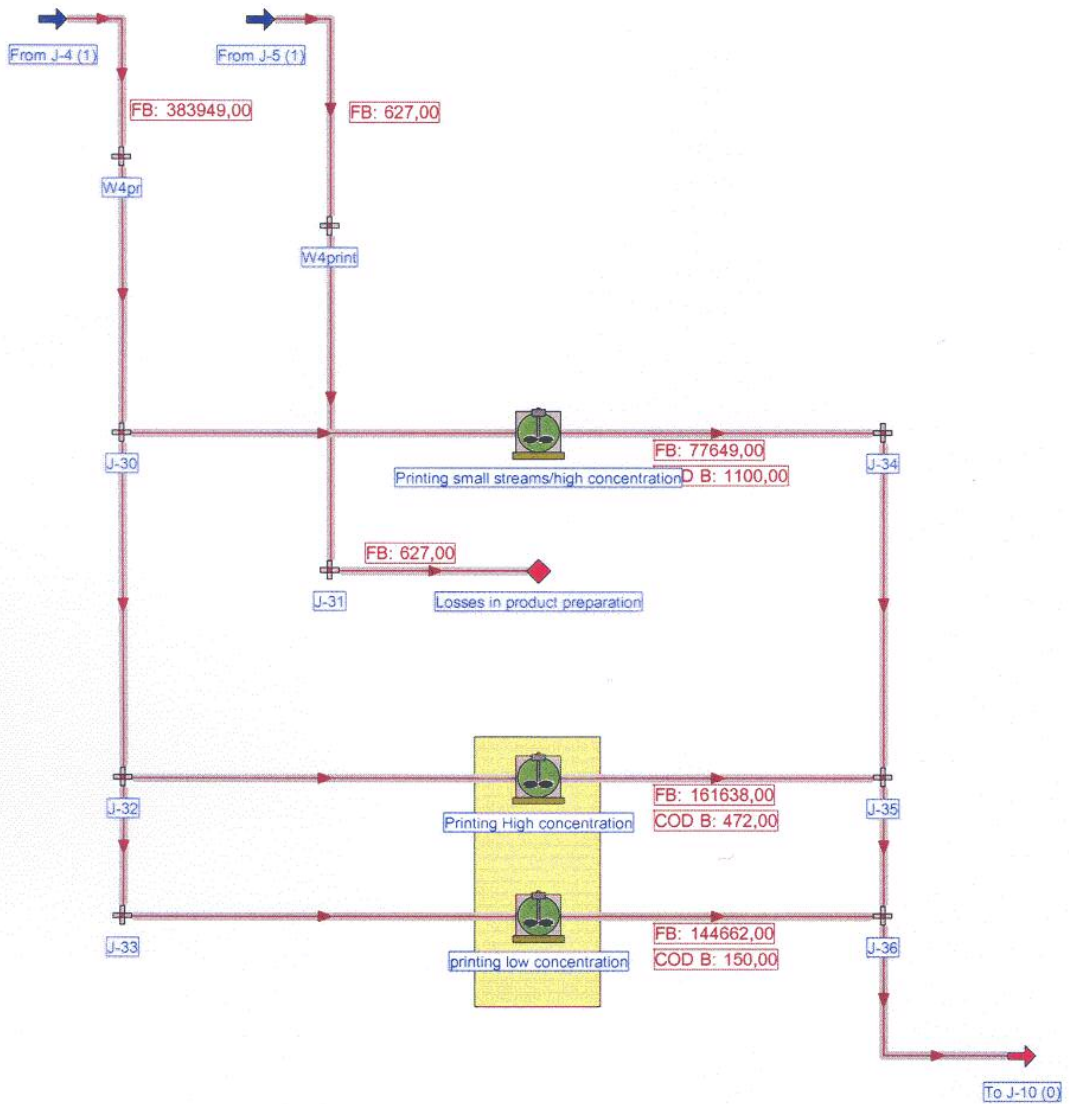 From J-4 (1)
From J-5 (1)
FB: 383949,00
FB: 627,00
W4pr
W4print
J-30
FB: 77649,00
J-34
Printing small streams/high concentration
D B: 1100,00
FB: 627,00
J-31
Losses in product preparation
J-32
FB: 161638,00
J-35
Printing High concentration
COD B: 472,00
J-33
FB: 144662,00
J-36
printing low concentration
COD B: 150,00
To J-10 (0)